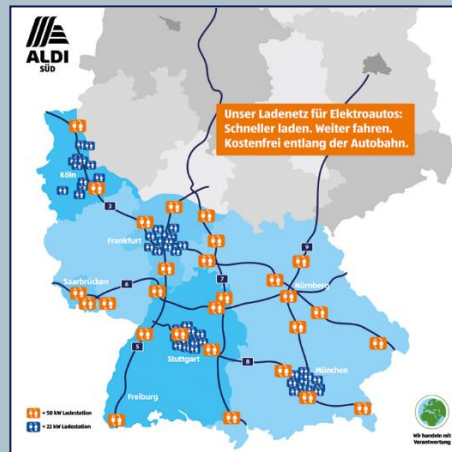 ALDI
SÜD
Unser Ladenetz für Elektroautos:
Schneller laden. Weiter fahren.
Kostenfrei entlang der Autobahn.
Köln
3
Frankfurt
9
Saarbrücken
6
7
Nürnberg
5
Stuttgart
8
München
Freiburg
= 50 kW Ladestation
= 22 kW Ladestation
Wir handeln mit
Verantwortung